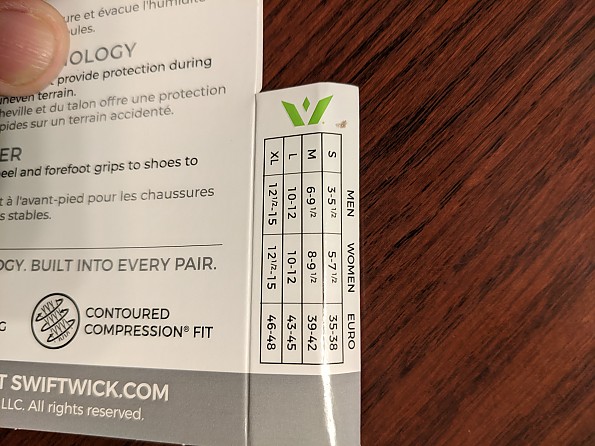 ure et évacue l'humidité
ules.
NOLOGY
provide protection during
uneven terrain.
heville et du talon offre une protection
pides sur un terrain accidenté.
ER
eel and forefoot grips to shoes to
t à l'avant-pied pour les chaussures
s stables.
OGY. BUILT INTO EVERY PAIR.
G
CONTOURED
COMPRESSION® FIT
T SWIFTWICK.COM
LLC. All rights reserved.
MEN WOMEN EURO
S 3-5 1/2 5-7 1/2 35-38
M 6-9 1/2 8-9 1/2 39-42
L 10-12 10-12 43-45
XL 12 1/2-15 12 1/2-15 46-48